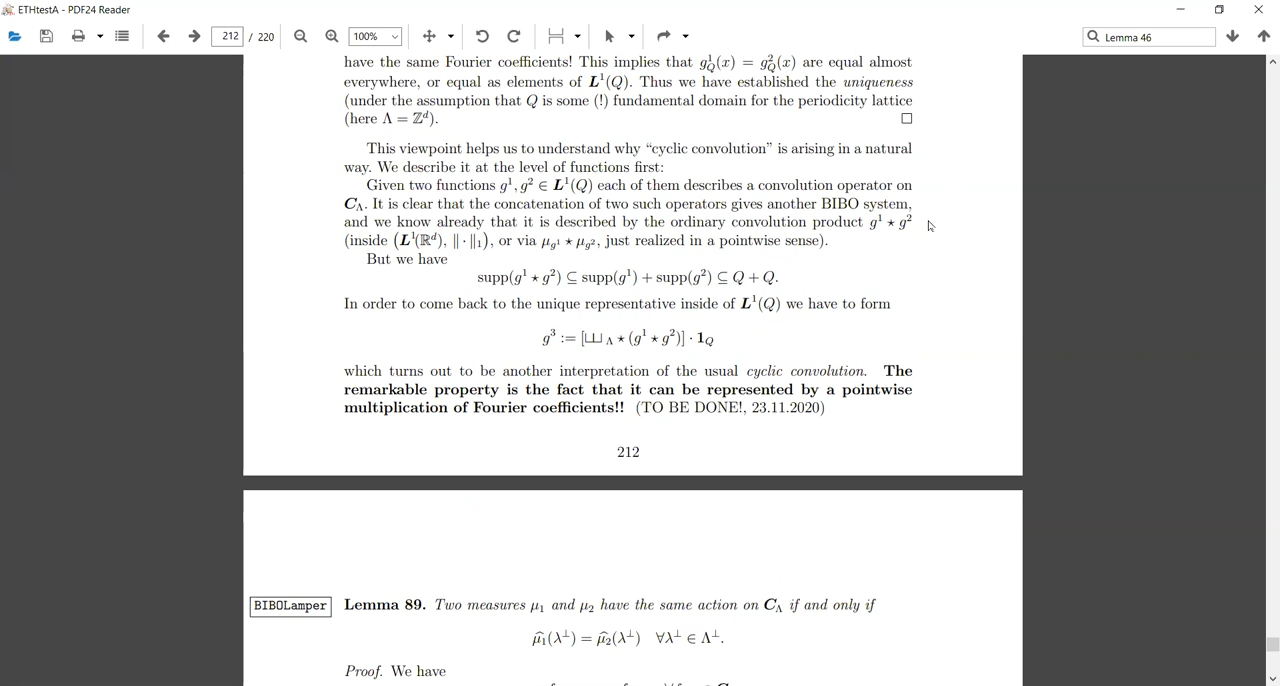 ETHtestA - PDF24 Reader
212 / 220 100% Lemma 46
have the same Fourier coefficients! This implies that g¹_Q(x) = g²_Q(x) are equal almost
everywhere, or equal as elements of L¹(Q). Thus we have established the uniqueness
(under the assumption that Q is some (!) fundamental domain for the periodicity lattice
(here Λ = ℤᵈ). □
This viewpoint helps us to understand why “cyclic convolution” is arising in a natural
way. We describe it at the level of functions first:
Given two functions g¹, g² ∈ L¹(Q) each of them describes a convolution operator on
C_Λ. It is clear that the concatenation of two such operators gives another BIBO system,
and we know already that it is described by the ordinary convolution product g¹ ⋆ g²
(inside (L¹(ℝᵈ), ‖·‖₁), or via μ_g¹ ⋆ μ_g², just realized in a pointwise sense).
But we have
supp(g¹ ⋆ g²) ⊆ supp(g¹) + supp(g²) ⊆ Q + Q.
In order to come back to the unique representative inside of L¹(Q) we have to form
g³ := [⊔⊔_Λ ⋆ (g¹ ⋆ g²)] · 1_Q
which turns out to be another interpretation of the usual cyclic convolution. The
remarkable property is the fact that it can be represented by a pointwise
multiplication of Fourier coefficients!! (TO BE DONE!, 23.11.2020)
212
BIBOLamper Lemma 89. Two measures μ₁ and μ₂ have the same action on C_Λ if and only if
μ̂₁(λ^⊥) = μ̂₂(λ^⊥) ∀λ^⊥ ∈ Λ^⊥.
Proof. We have